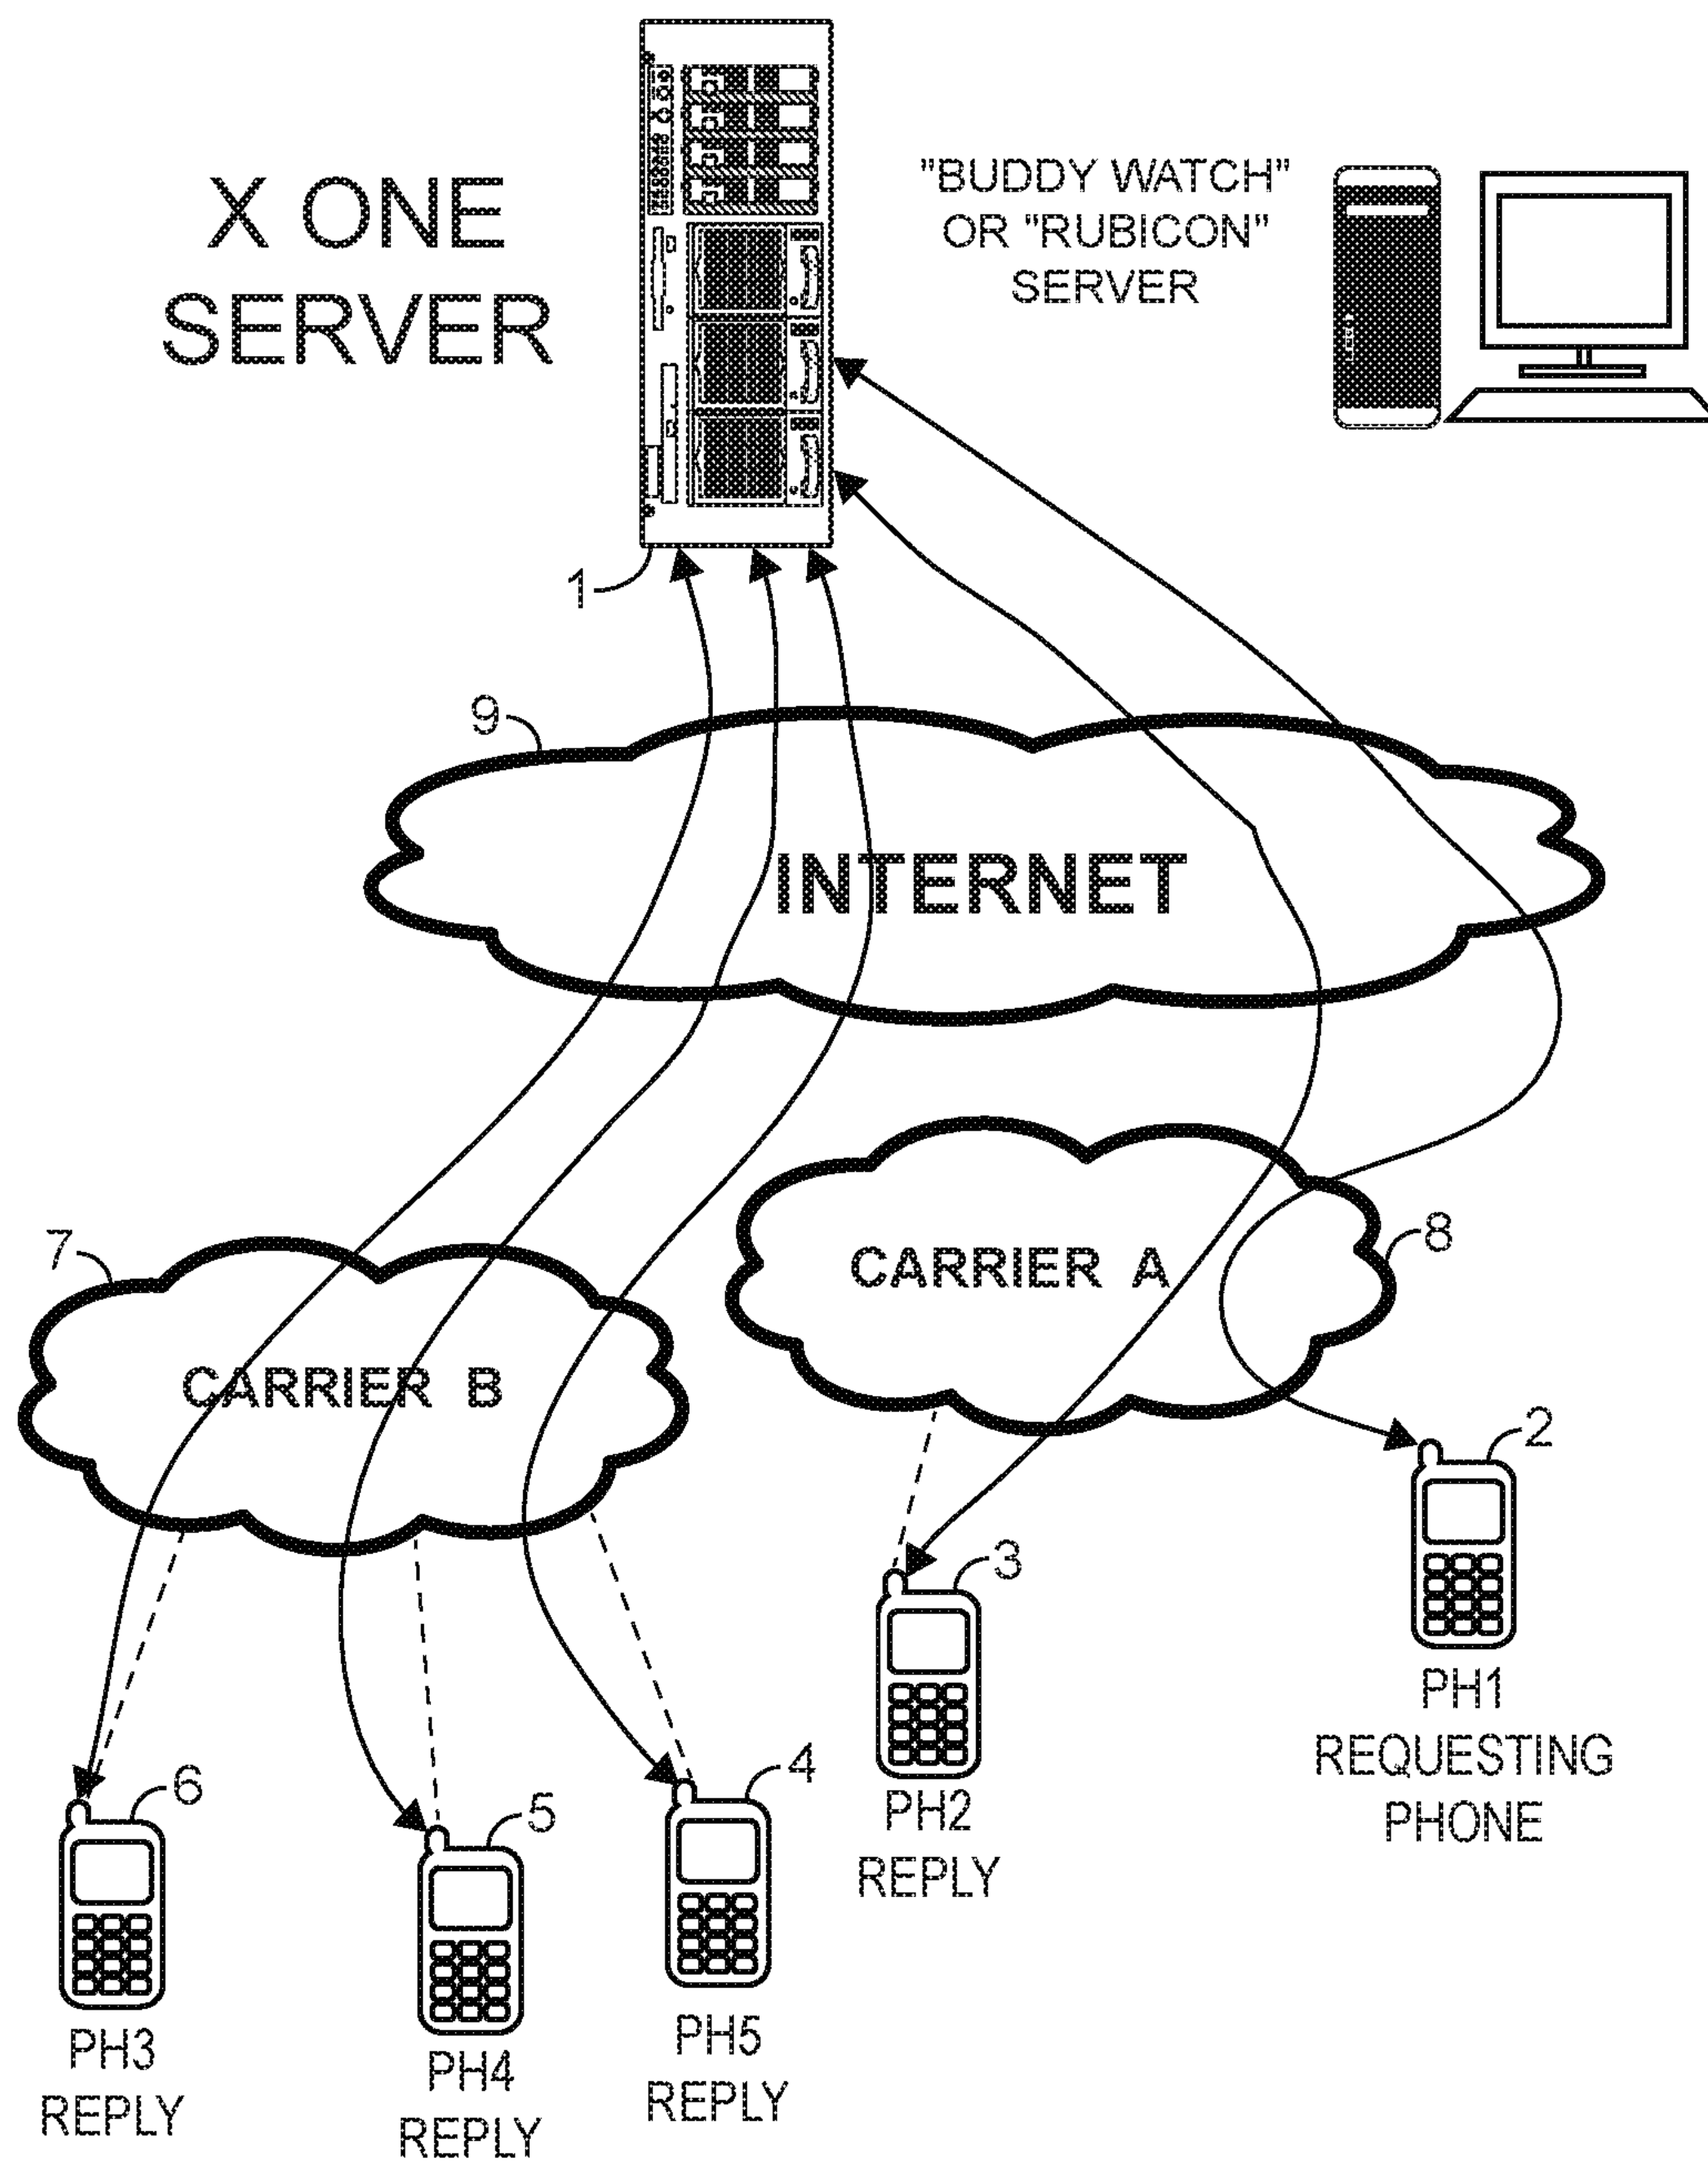 X ONE
SERVER
"BUDDY WATCH"
OR "RUBICON"
SERVER
1
9
INTERNET
7
CARRIER B
CARRIER A
8
2
PH1
REQUESTING
PHONE
3
PH2
REPLY
6
PH3
REPLY
5
PH4
REPLY
4
PH5
REPLY